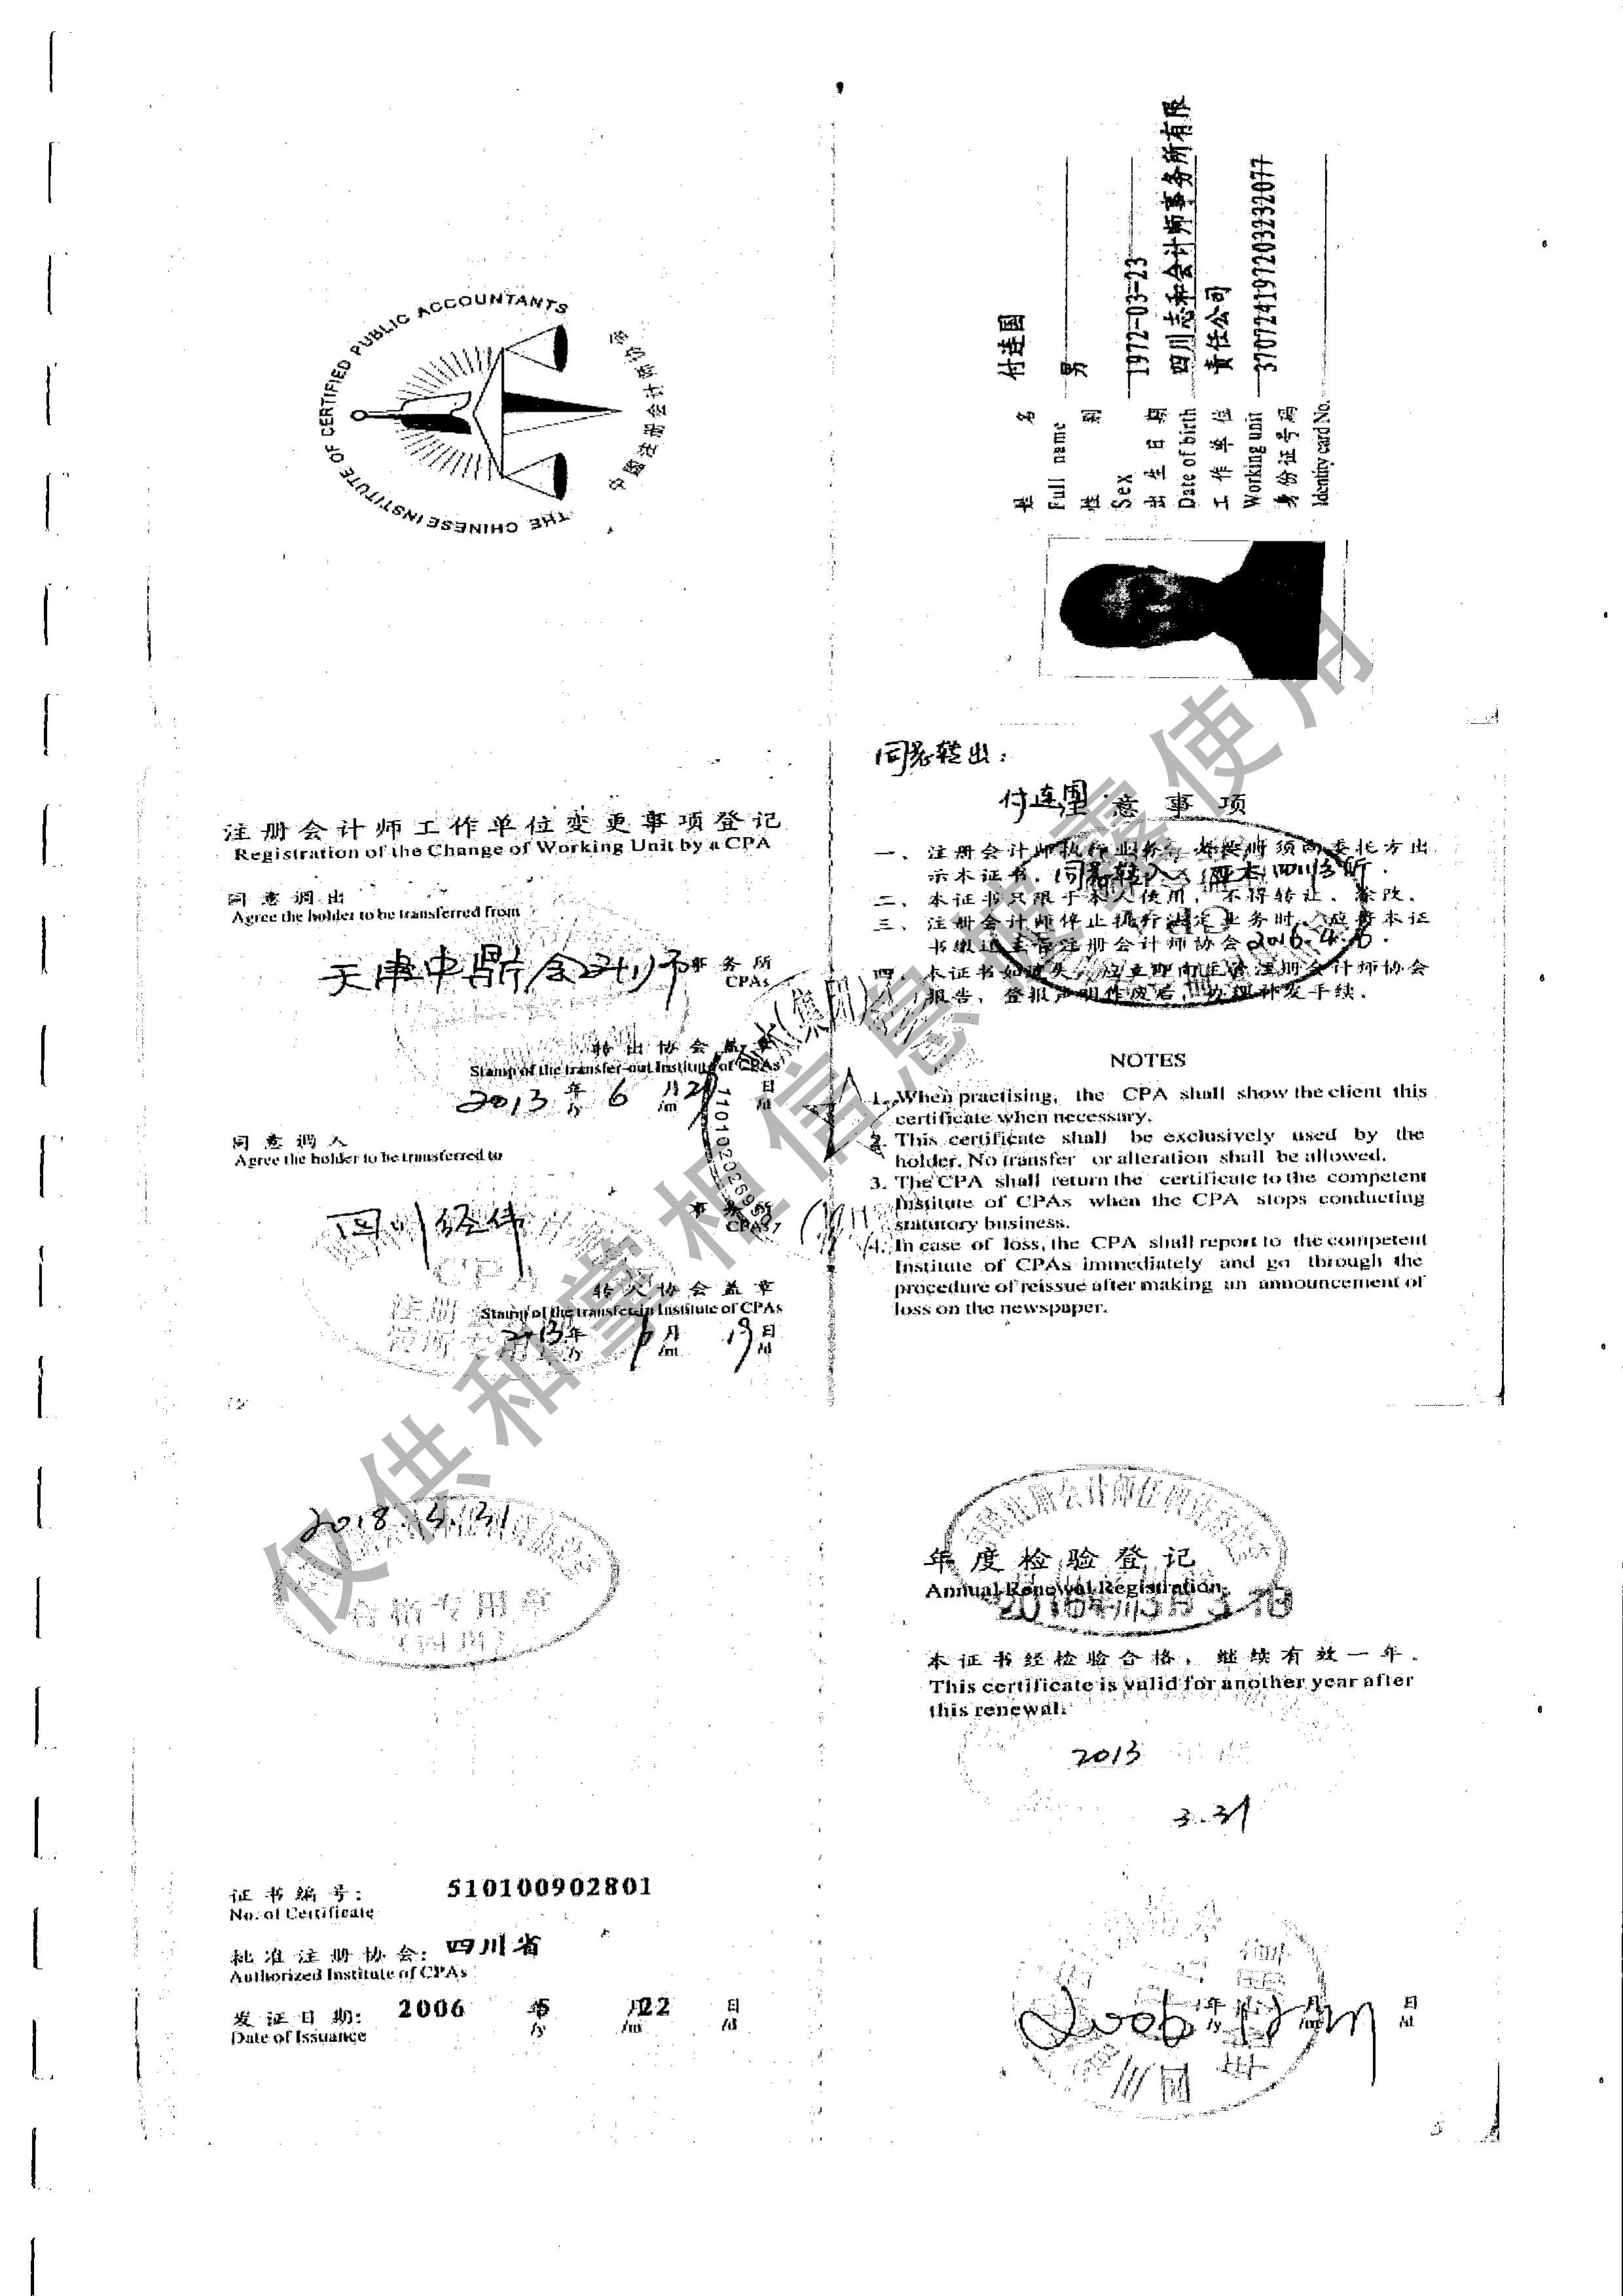 THE CHINESE INSTITUTE OF CERTIFIED PUBLIC ACCOUNTANTS
中国注册会计师协会
姓 名 付连国
Full name
性 别 男
Sex
出 生 日 期 1972-03-23
Date of birth
工 作 单 位 四川志和会计师事务所有限
责任公司
Working unit
身份证号码 370724197203232077
Identity card No.
注册会计师工作单位变更事项登记
Registration of the Change of Working Unit by a CPA
同意调出
Agree the holder to be transferred from
天津中鼎会计师事务所
CPAs
转出协会盖章
Stamp of the transfer-out Institute of CPAs
2013 年 6 月 日
/y /m /d
同意调入
Agree the holder to be transferred to
四川经伟 事务所
CPAs
转入协会盖章
Stamp of the transfer-in Institute of CPAs
2013 年 月 19 日
/y /m /d
同意转出:
付连国
注 意 事 项
一、注册会计师执行业务,必要时须向委托方出
示本证书。
同意转入 四川分所.
二、本证书只限于本人使用,不得转让、涂改。
三、注册会计师停止执行法定业务时,应将本证
书缴还主管注册会计师协会
2016.4.6.
四、本证书如遗失,应立即向主管注册会计师协会
报告,登报声明作废后,办理补发手续。
NOTES
1. When practising, the CPA shall show the client this
certificate when necessary.
2. This certificate shall be exclusively used by the
holder. No transfer or alteration shall be allowed.
3. The CPA shall return the certificate to the competent
Institute of CPAs when the CPA stops conducting
statutory business.
4. In case of loss, the CPA shall report to the competent
Institute of CPAs immediately and go through the
procedure of reissue after making an announcement of
loss on the newspaper.
2018.3.31
合格专用章
年度检验登记
Annual Renewal Registration
2016年3月31日
本证书经检验合格,继续有效一年。
This certificate is valid for another year after
this renewal.
2013
3.31
证书编号: 510100902801
No. of Certificate
批准注册协会: 四川省
Authorized Institute of CPAs
发证日期: 2006 年 5 月 22 日
Date of Issuance /y /m /d
2006 年 月 日
/y /m /d
仅供和鹰柜信息披露使用